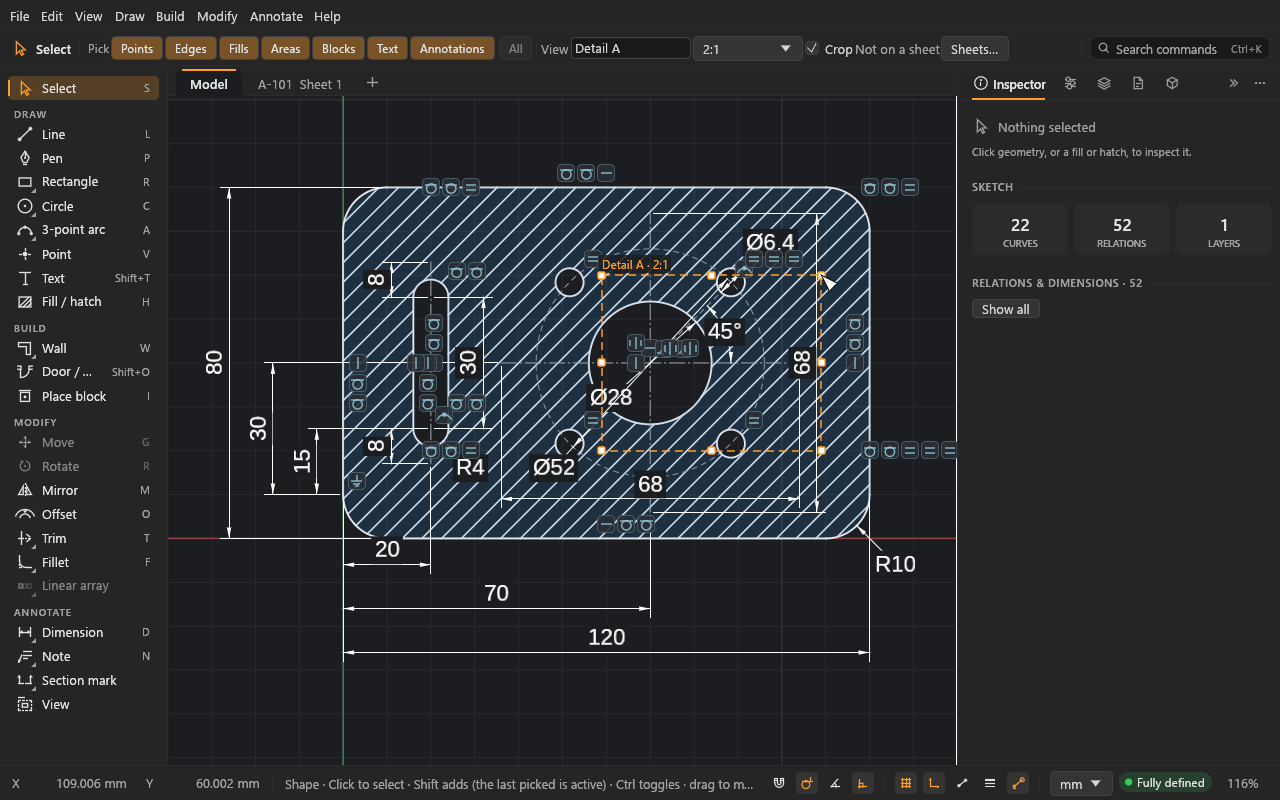 File Edit View Draw Build Modify Annotate Help
Select Pick Points Edges Fills Areas Blocks Text Annotations All View Detail A 2:1 Crop Not on a sheet Sheets... Search commands Ctrl+K
Select S
DRAW
Line L
Pen P
Rectangle R
Circle C
3-point arc A
Point
Text Shift+T
Fill / hatch H
BUILD
Wall W
Door / ... Shift+O
Place block I
MODIFY
Move G
Rotate R
Mirror M
Offset O
Trim T
Fillet F
Linear array
ANNOTATE
Dimension D
Note N
Section mark
View
Model A-101 Sheet 1 +
Ø6.4
Detail A · 2:1
8
45°
80
30
68
Ø28
30
8
15
R4
Ø52
68
20
R10
70
120
Inspector
Nothing selected
Click geometry, or a fill or hatch, to inspect it.
SKETCH
22 52 1
CURVES RELATIONS LAYERS
RELATIONS & DIMENSIONS · 52
Show all
X 109.006 mm Y 60.002 mm Shape · Click to select · Shift adds (the last picked is active) · Ctrl toggles · drag to m... mm Fully defined 116%